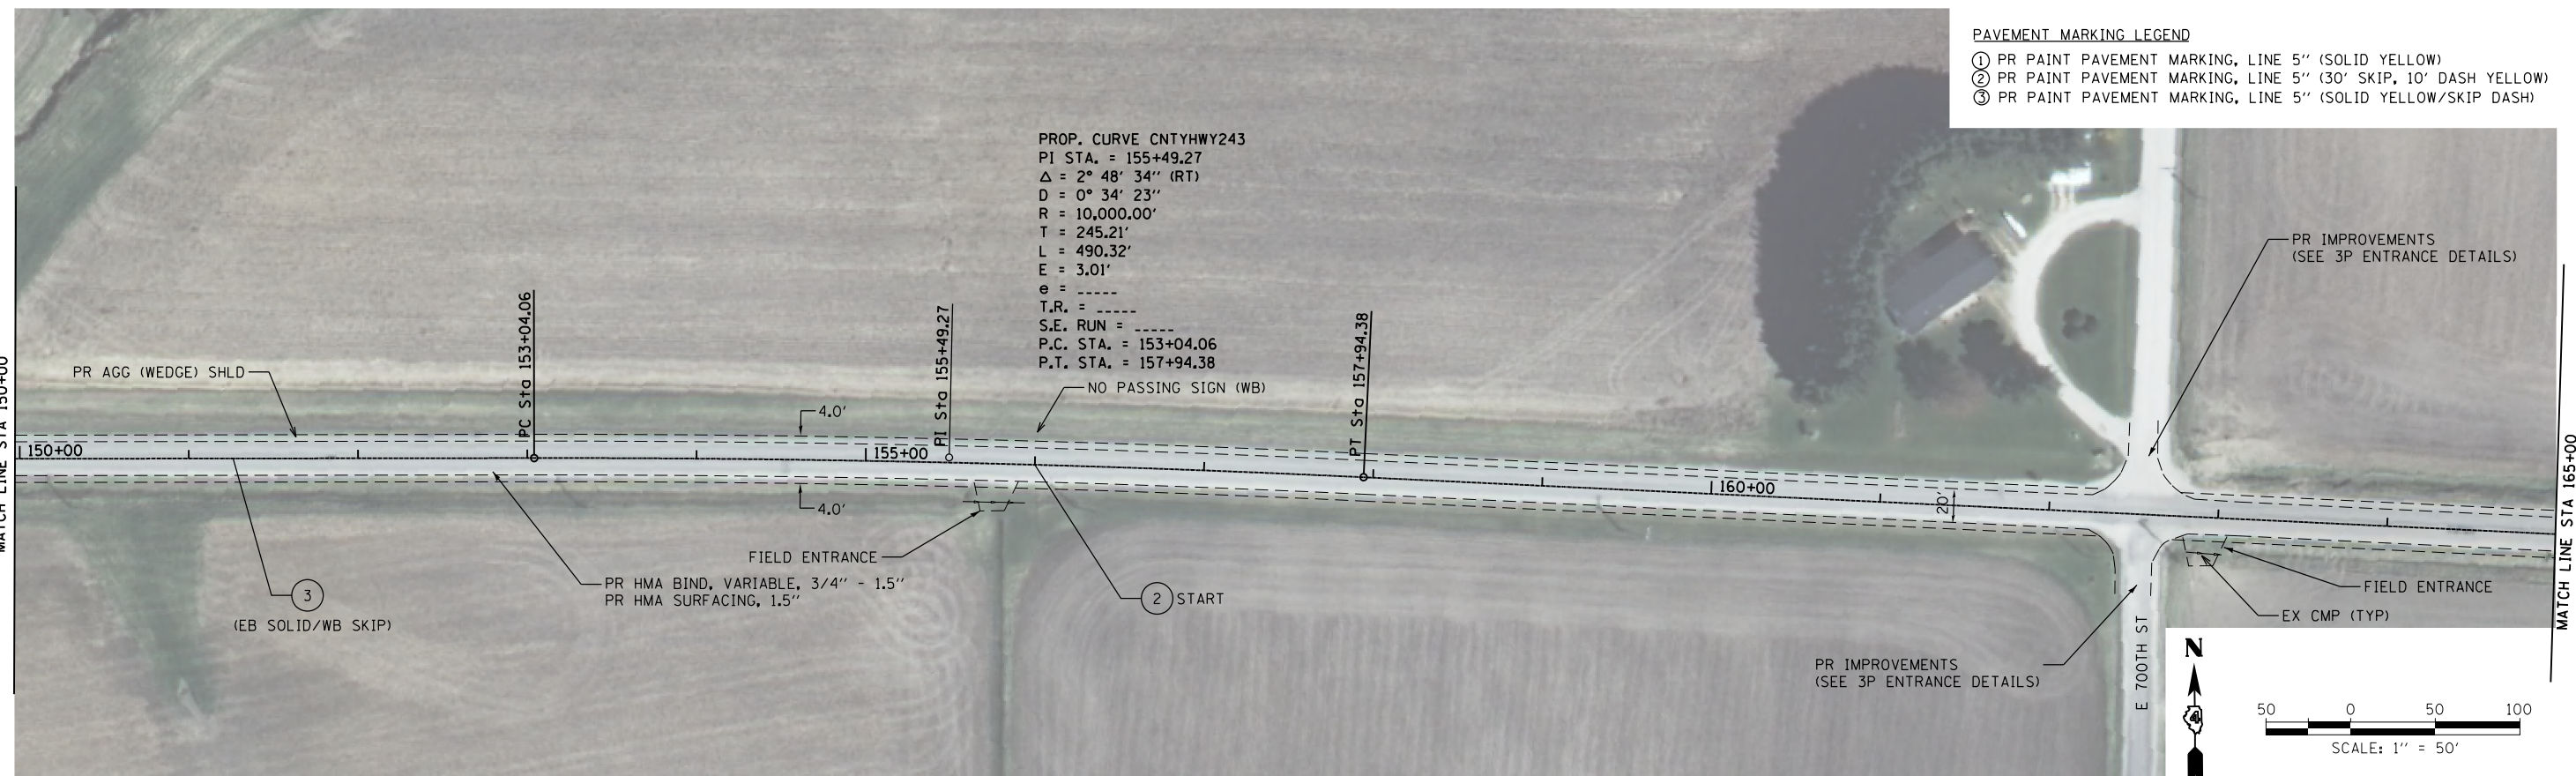 PAVEMENT MARKING LEGEND
1 PR PAINT PAVEMENT MARKING, LINE 5'' (SOLID YELLOW)
2 PR PAINT PAVEMENT MARKING, LINE 5'' (30' SKIP, 10' DASH YELLOW)
3 PR PAINT PAVEMENT MARKING, LINE 5'' (SOLID YELLOW/SKIP DASH)
PROP. CURVE CNTYHWY243
PI STA. = 155+49.27
Δ = 2° 48' 34'' (RT)
D = 0° 34' 23''
R = 10,000.00'
T = 245.21'
L = 490.32'
E = 3.01'
e = _____
T.R. = _____
S.E. RUN = _____
P.C. STA. = 153+04.06
P.T. STA. = 157+94.38
NO PASSING SIGN (WB)
PR IMPROVEMENTS
(SEE 3P ENTRANCE DETAILS)
MATCH LINE STA 150+00
PR AGG (WEDGE) SHLD
PC Sta 153+04.06
PI Sta 155+49.27
PT Sta 157+94.38
4.0'
150+00
155+00
160+00
20'
4.0'
FIELD ENTRANCE
PR HMA BIND, VARIABLE, 3/4'' - 1.5''
PR HMA SURFACING, 1.5''
3
(EB SOLID/WB SKIP)
2 START
FIELD ENTRANCE
EX CMP (TYP)
PR IMPROVEMENTS
(SEE 3P ENTRANCE DETAILS)
E 700TH ST
MATCH LINE STA 165+00
N
4
50 0 50 100
SCALE: 1'' = 50'